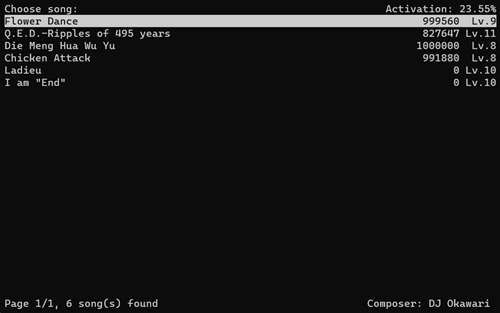 Choose song: Activation: 23.55%
Flower Dance 999560 Lv.9
Q.E.D.-Ripples of 495 years 827647 Lv.11
Die Meng Hua Wu Yu 1000000 Lv.8
Chicken Attack 991880 Lv.8
Ladieu 0 Lv.10
I am "End" 0 Lv.10
Page 1/1, 6 song(s) found Composer: DJ Okawari